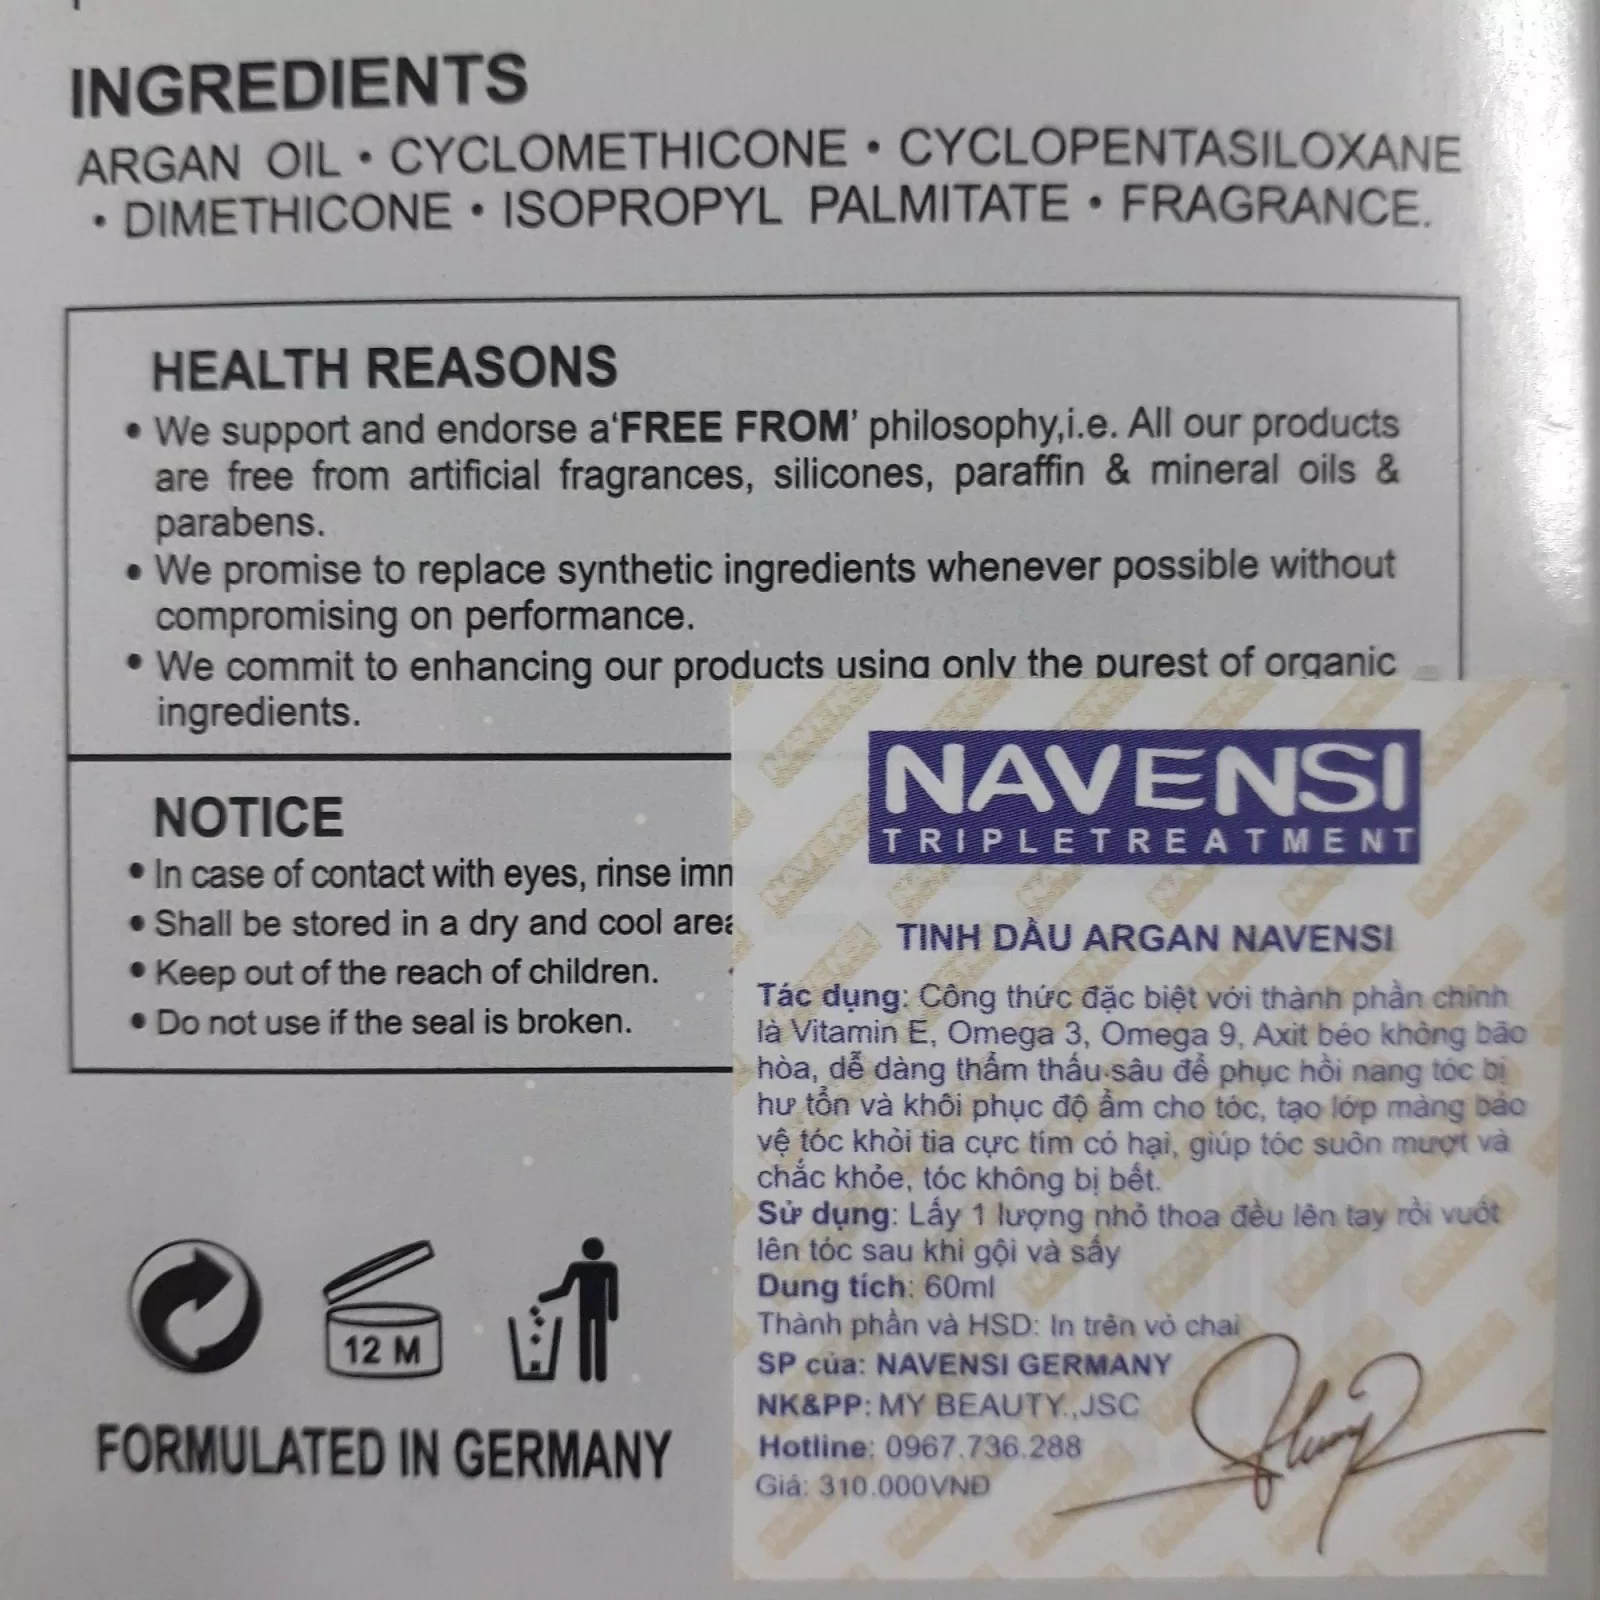 INGREDIENTS
ARGAN OIL • CYCLOMETHICONE • CYCLOPENTASILOXANE
• DIMETHICONE • ISOPROPYL PALMITATE • FRAGRANCE.
HEALTH REASONS
• We support and endorse a‘FREE FROM’ philosophy,i.e. All our products
are free from artificial fragrances, silicones, paraffin & mineral oils &
parabens.
• We promise to replace synthetic ingredients whenever possible without
compromising on performance.
• We commit to enhancing our products using only the purest of organic
ingredients.
NOTICE
• In case of contact with eyes, rinse imm
• Shall be stored in a dry and cool area
• Keep out of the reach of children.
• Do not use if the seal is broken.
12 M
FORMULATED IN GERMANY
NAVENSI
TRIPLETREATMENT
TINH DẦU ARGAN NAVENSI
Tác dụng: Công thức đặc biệt với thành phần chính
là Vitamin E, Omega 3, Omega 9, Axit béo không bão
hòa, dễ dàng thẩm thấu sâu để phục hồi nang tóc bị
hư tổn và khôi phục độ ẩm cho tóc, tạo lớp màng bảo
vệ tóc khỏi tia cực tím có hại, giúp tóc suôn mượt và
chắc khỏe, tóc không bị bết.
Sử dụng: Lấy 1 lượng nhỏ thoa đều lên tay rồi vuốt
lên tóc sau khi gội và sấy
Dung tích: 60ml
Thành phần và HSD: In trên vỏ chai
SP của: NAVENSI GERMANY
NK&PP: MY BEAUTY.,JSC
Hotline: 0967.736.288
Giá: 310.000VNĐ